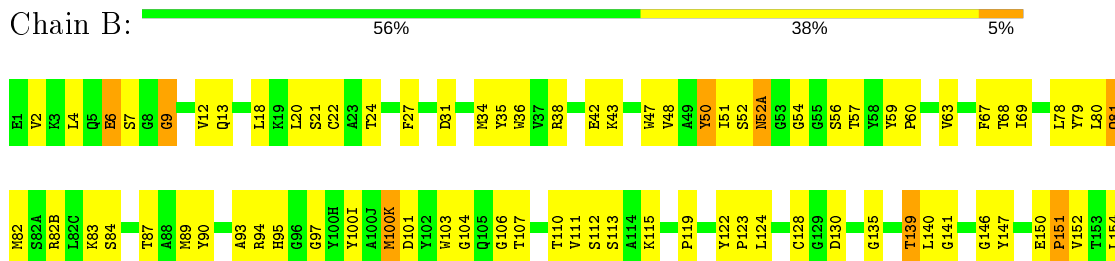 Chain B:
56% 38% 5%
E1 V2 K3 L4 Q5 E6 S7 G8 G9 V12 Q13 L18 K19 L20 S21 C22 A23 T24 F27 D31 M34 Y35 W36 V37 R38 E42 K43 W47 V48 A49 Y50 I51 S52 N52A G53 G54 G55 S56 T57 Y58 Y59 P60 V63 F67 T68 I69 L78 Y79 L80
M82 S82A R82B L82C K83 S84 T87 A88 M89 Y90 A93 R94 H95 G96 G97 Y100H Y100I A100J M100K D101 Y102 W103 G104 Q105 G106 T107 T110 V111 S112 S113 A114 K115 P119 Y122 P123 L124 C128 G129 D130 G135 T139 L140 G141 G146 Y147 E150 P151 V152 T153